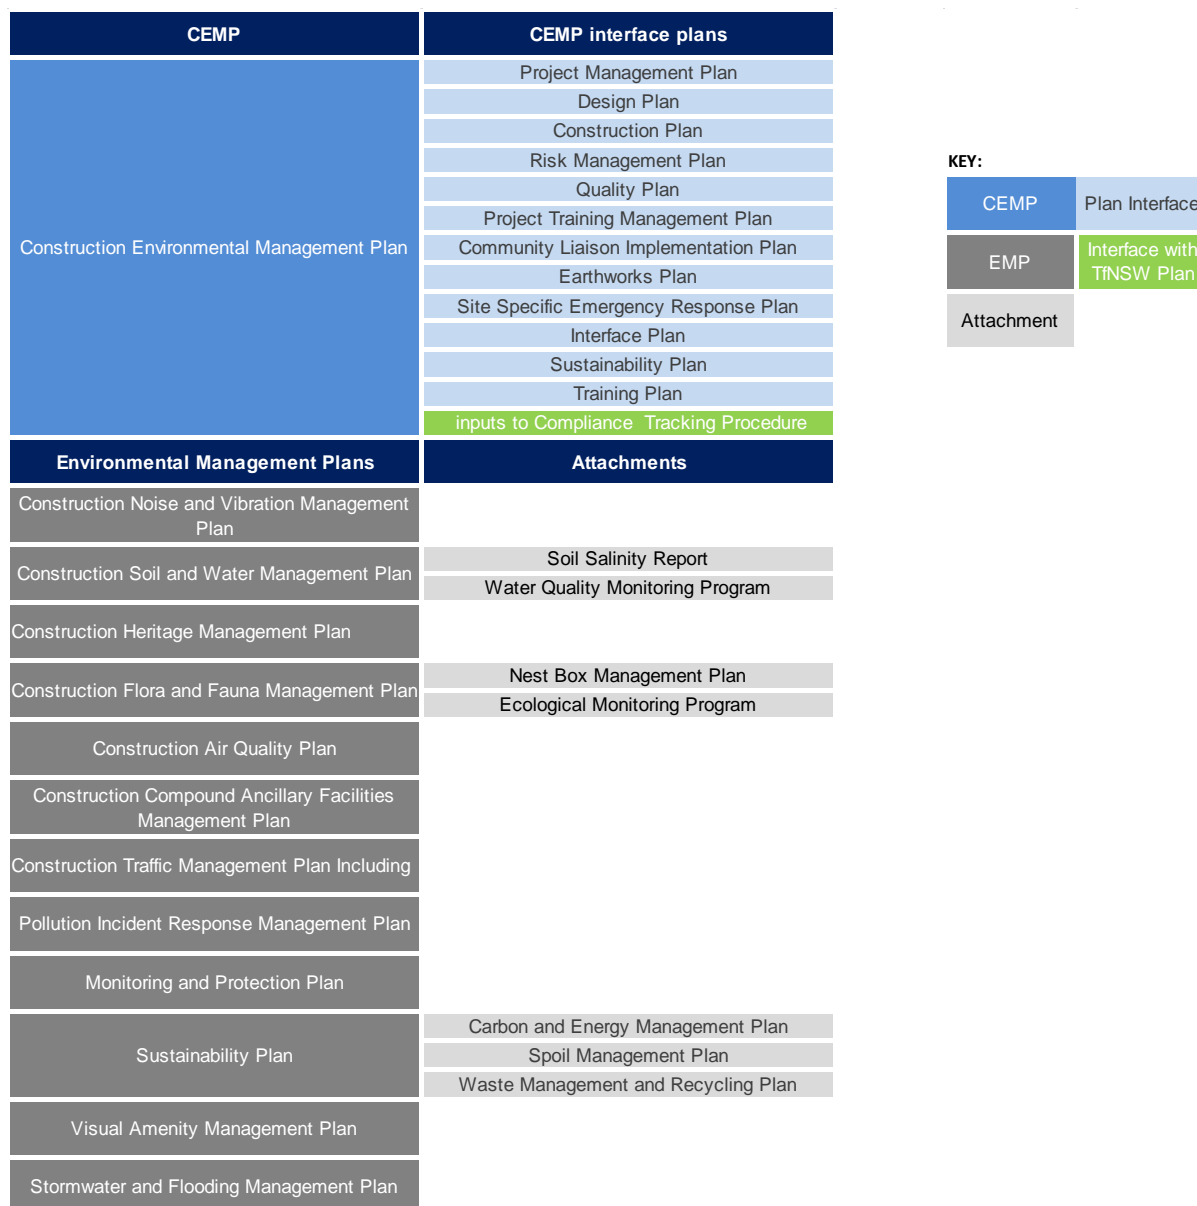 CEMP
CEMP interface plans
Construction Environmental Management Plan
Project Management Plan
Design Plan
Construction Plan
Risk Management Plan
Quality Plan
Project Training Management Plan
Community Liaison Implementation Plan
Earthworks Plan
Site Specific Emergency Response Plan
Interface Plan
Sustainability Plan
Training Plan
inputs to Compliance Tracking Procedure
KEY:
CEMP
Plan Interface
EMP
Interface with
TfNSW Plan
Attachment
Environmental Management Plans
Attachments
Construction Noise and Vibration Management
Plan
Construction Soil and Water Management Plan
Soil Salinity Report
Water Quality Monitoring Program
Construction Heritage Management Plan
Construction Flora and Fauna Management Plan
Nest Box Management Plan
Ecological Monitoring Program
Construction Air Quality Plan
Construction Compound Ancillary Facilities
Management Plan
Construction Traffic Management Plan Including
Pollution Incident Response Management Plan
Monitoring and Protection Plan
Sustainability Plan
Carbon and Energy Management Plan
Spoil Management Plan
Waste Management and Recycling Plan
Visual Amenity Management Plan
Stormwater and Flooding Management Plan